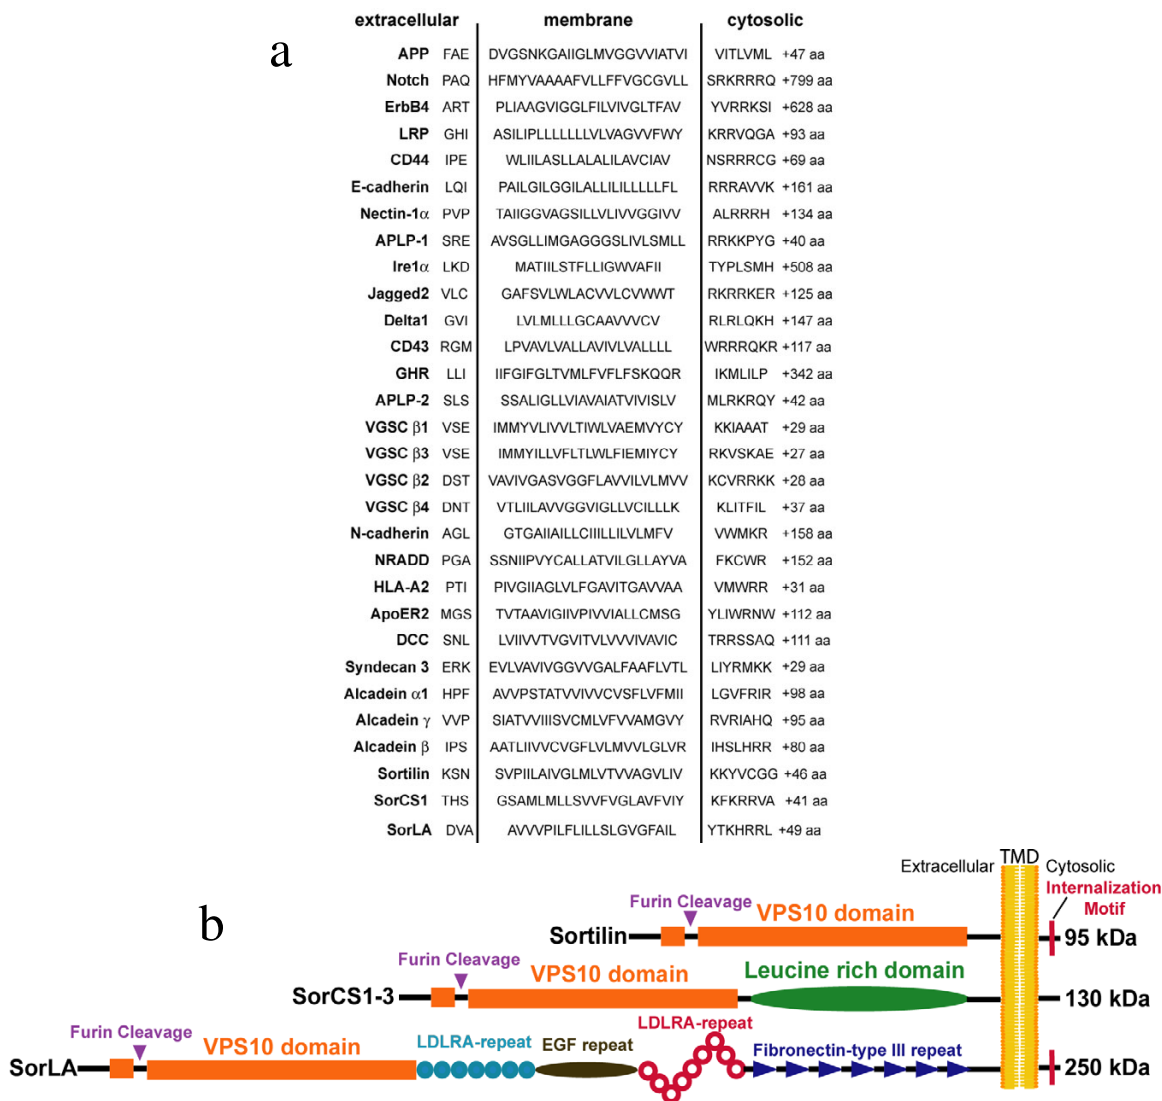 extracellular membrane cytosolic
a
APP FAE DVGSNKGAIIGLMVGGVVIATVI VITLVML +47 aa
Notch PAQ HFMYVAAAAFVLLFFVGCGVLL SRKRRRQ +799 aa
ErbB4 ART PLIAAGVIGGLFILVIVGLTFAV YVRRKSI +628 aa
LRP GHI ASILIPLLLLLLLVLVAGVVFWY KRRVQGA +93 aa
CD44 IPE WLIILASLLALALILAVCIAV NSRRRCG +69 aa
E-cadherin LQI PAILGILGGILALLILILLLLLFL RRRAVVK +161 aa
Nectin-1α PVP TAIIGGVAGSILLVLIVVGGIVV ALRRRH +134 aa
APLP-1 SRE AVSGLLIMGAGGGSLIVLSMLL RRKKPYG +40 aa
Ire1α LKD MATIILSTFLLIGWVAFII TYPLSMH +508 aa
Jagged2 VLC GAFSVLWLACVVLCVWWT RKRRKER +125 aa
Delta1 GVI LVLMLLLGCAAVVVCV RLRLQKH +147 aa
CD43 RGM LPVAVLVALLAVIVLVALLLL WRRRQKR +117 aa
GHR LLI IIFGIFGLTVMLFVFLFSKQQR IKMLILP +342 aa
APLP-2 SLS SSALIGLLVIAVAIATVIVISLV MLRKRQY +42 aa
VGSC β1 VSE IMMYVLIVVLTIWLVAEMVYCY KKIAAAT +29 aa
VGSC β3 VSE IMMYILLVFLTLWLFIEMIYCY RKVSKAE +27 aa
VGSC β2 DST VAVIVGASVGGFLAVVILVLMVV KCVRRKK +28 aa
VGSC β4 DNT VTLIILAVVGGVIGLLVCILLLK KLITFIL +37 aa
N-cadherin AGL GTGAIIAILLCIIILLILVLMFV VWMKR +158 aa
NRADD PGA SSNIIPVYCALLATVILGLLAYVA FKCWR +152 aa
HLA-A2 PTI PIVGIIAGLVLFGAVITGAVVAA VMWRR +31 aa
ApoER2 MGS TVTAAVIGIIVPIVVIALLCMSG YLIWRNW +112 aa
DCC SNL LVIIVVTVGVITVLVVVIVAVIC TRRSSAQ +111 aa
Syndecan 3 ERK EVLVAVIVGGVVGALFAAFLVTL LIYRMKK +29 aa
Alcadein α1 HPF AVVPSTATVVIVVCVSFLVFMII LGVFRIR +98 aa
Alcadein γ VVP SIATVVIIISVCMLVFVVAMGVY RVRIAHQ +95 aa
Alcadein β IPS AATLIIVVCVGFLVLMVVLGLVR IHSLHRR +80 aa
Sortilin KSN SVPIILAIVGLMLVTVVAGVLIV KKYVCGG +46 aa
SorCS1 THS GSAMLMLLSVVFVGLAVFVIY KFKRRVA +41 aa
SorLA DVA AVVVPILFLILLSLGVGFAIL YTKHRRL +49 aa
Extracellular TMD Cytosolic
b
Internalization Motif
Furin Cleavage VPS10 domain
Sortilin 95 kDa
Furin Cleavage VPS10 domain Leucine rich domain
SorCS1-3 130 kDa
Furin Cleavage VPS10 domain LDLRA-repeat EGF repeat LDLRA-repeat Fibronectin-type III repeat
SorLA 250 kDa